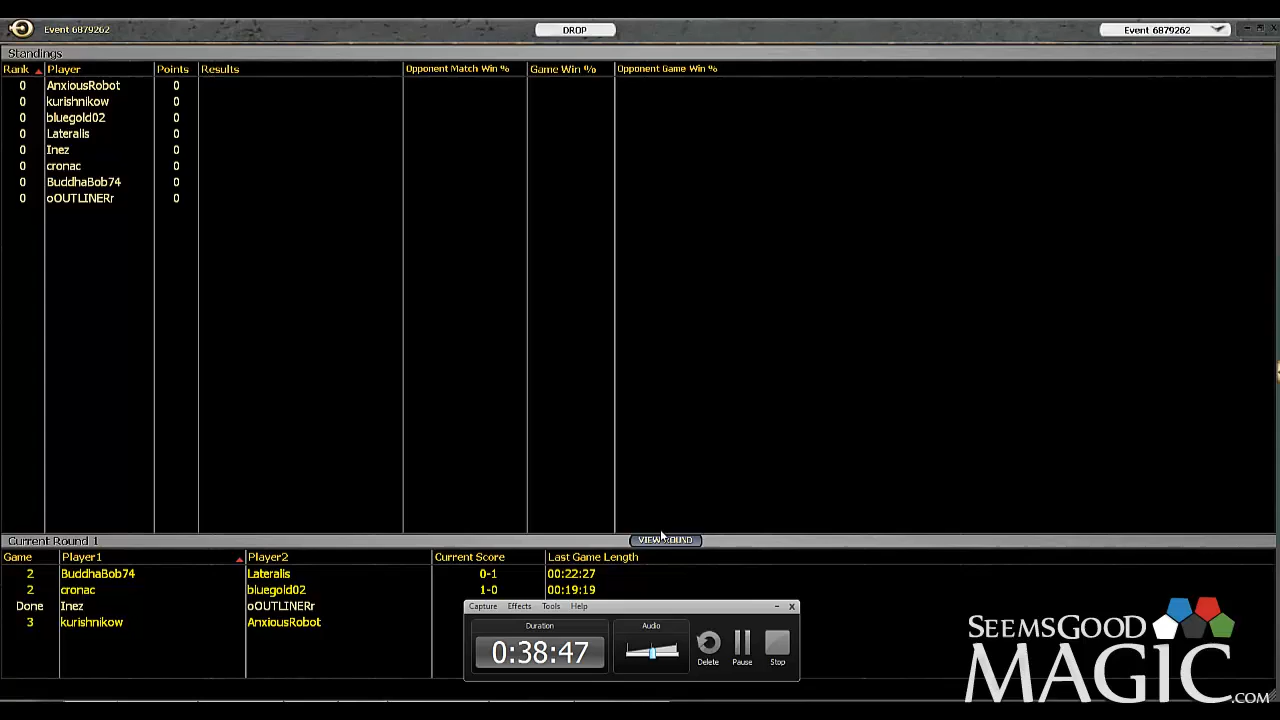 Event 6879262 DROP Event 6879262
Standings
Rank Player Points Results Opponent Match Win % Game Win % Opponent Game Win %
0 AnxiousRobot 0
0 kurishnikow 0
0 bluegold02 0
0 Lateralis 0
0 Inez 0
0 cronac 0
0 BuddhaBob74 0
0 oOUTLINERr 0
Current Round 1 VIEW ROUND
Game Player1 Player2 Current Score Last Game Length
2 BuddhaBob74 Lateralis 0-1 00:22:27
2 cronac bluegold02 1-0 00:19:19
Done Inez oOUTLINERr
3 kurishnikow AnxiousRobot
Capture Effects Tools Help
Duration Audio
0:38:47
Delete Pause Stop
SEEMSGOOD
MAGIC.COM